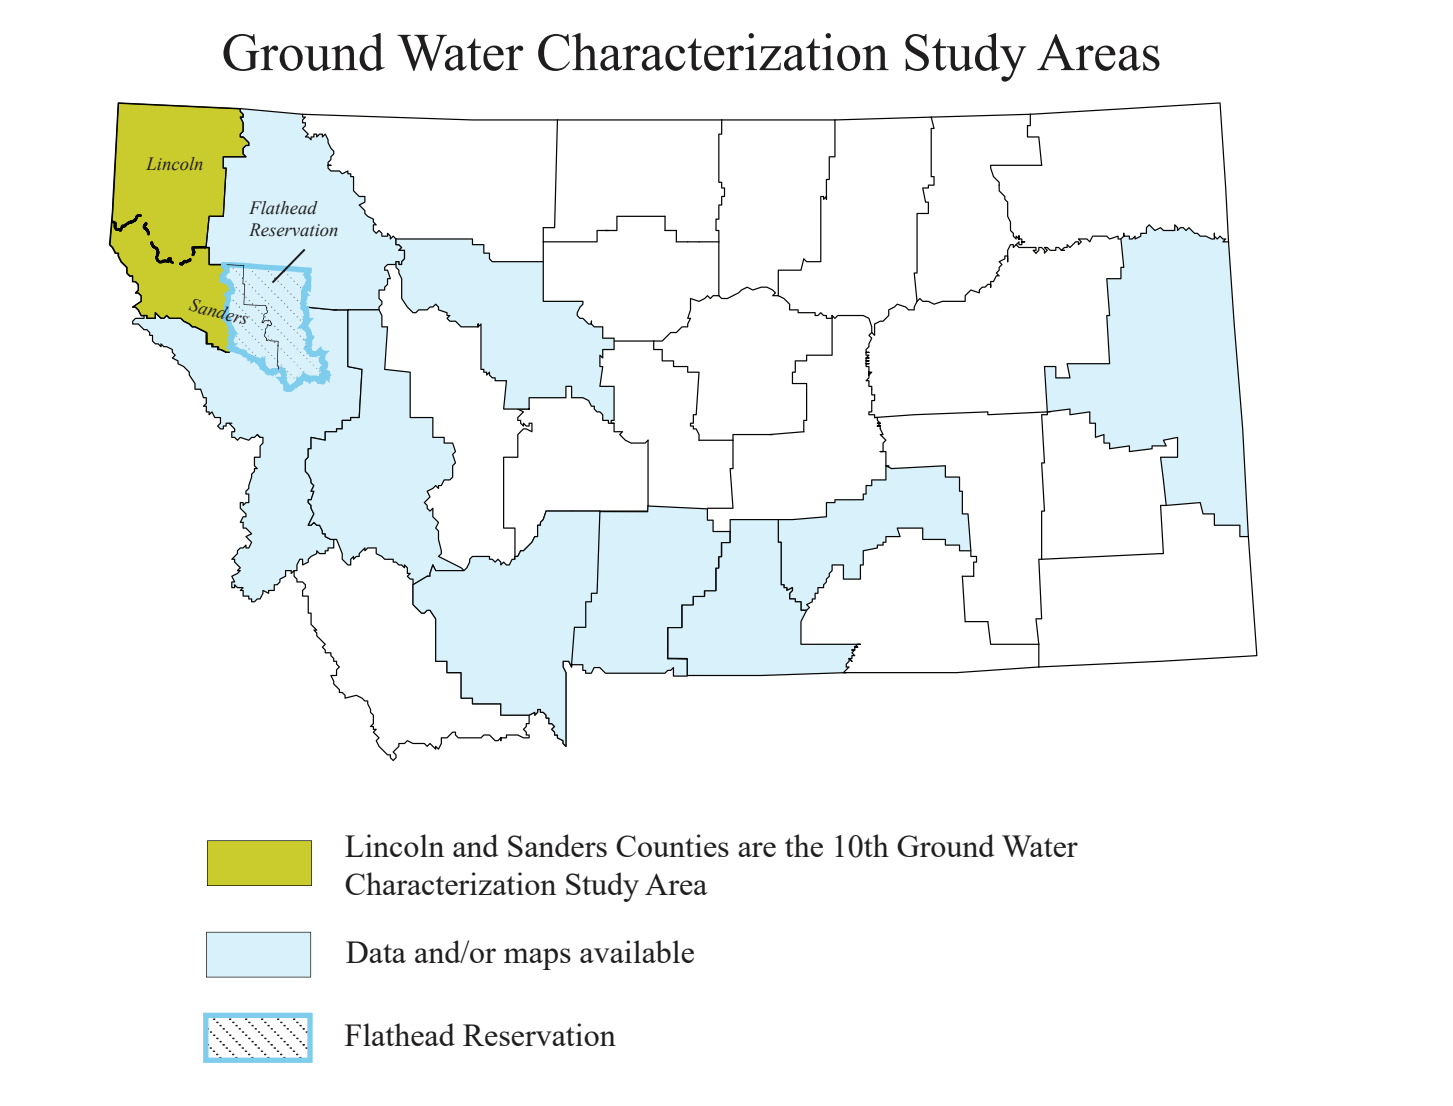 Ground Water Characterization Study Areas
Lincoln
Flathead
Reservation
Sanders
Lincoln and Sanders Counties are the 10th Ground Water
Characterization Study Area
Data and/or maps available
Flathead Reservation